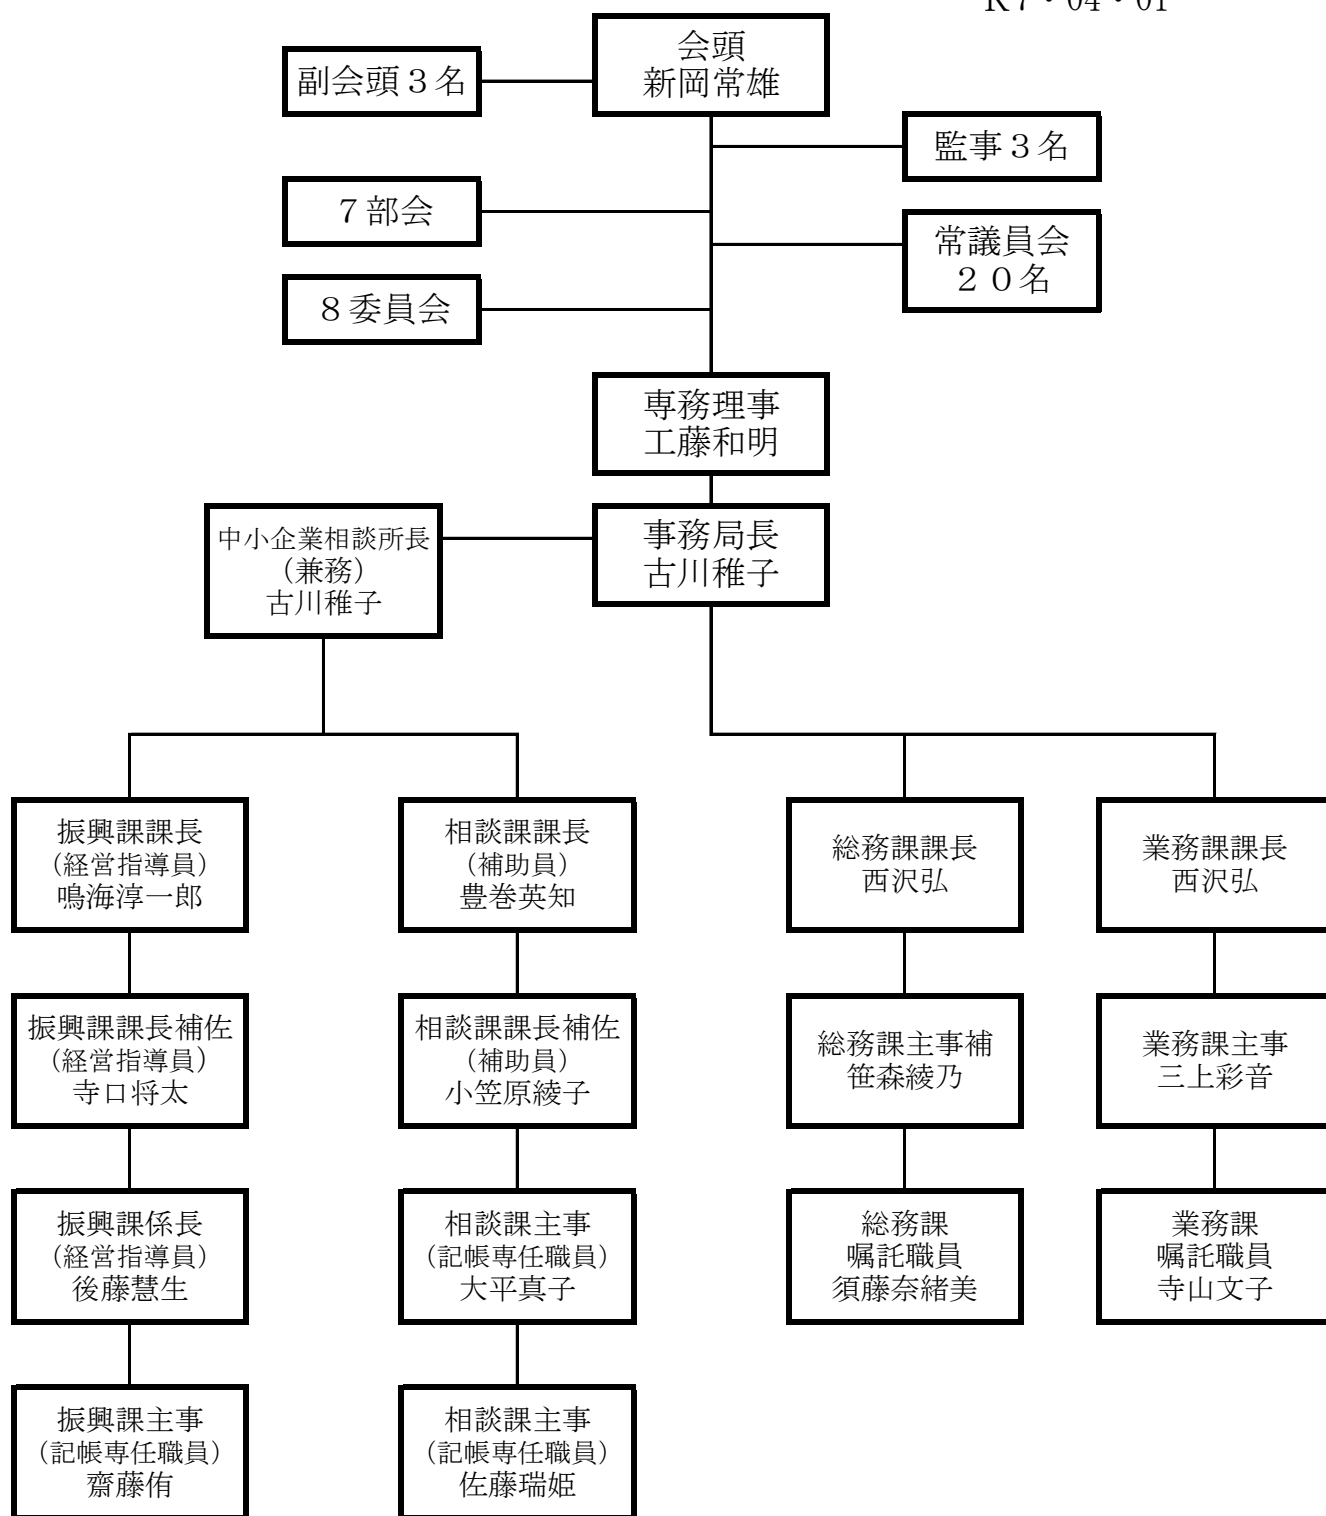 R７・04・01
会頭
新岡常雄
副会頭３名
監事３名
７部会
常議員会
２０名
８委員会
専務理事
工藤和明
中小企業相談所長
（兼務）
古川稚子
事務局長
古川稚子
振興課課長
（経営指導員）
鳴海淳一郎
相談課課長
（補助員）
豊巻英知
総務課課長
西沢弘
業務課課長
西沢弘
振興課課長補佐
（経営指導員）
寺口将太
相談課課長補佐
（補助員）
小笠原綾子
総務課主事補
笹森綾乃
業務課主事
三上彩音
振興課係長
（経営指導員）
後藤慧生
相談課主事
（記帳専任職員）
大平真子
総務課
嘱託職員
須藤奈緒美
業務課
嘱託職員
寺山文子
振興課主事
（記帳専任職員）
齋藤侑
相談課主事
（記帳専任職員）
佐藤瑞姫